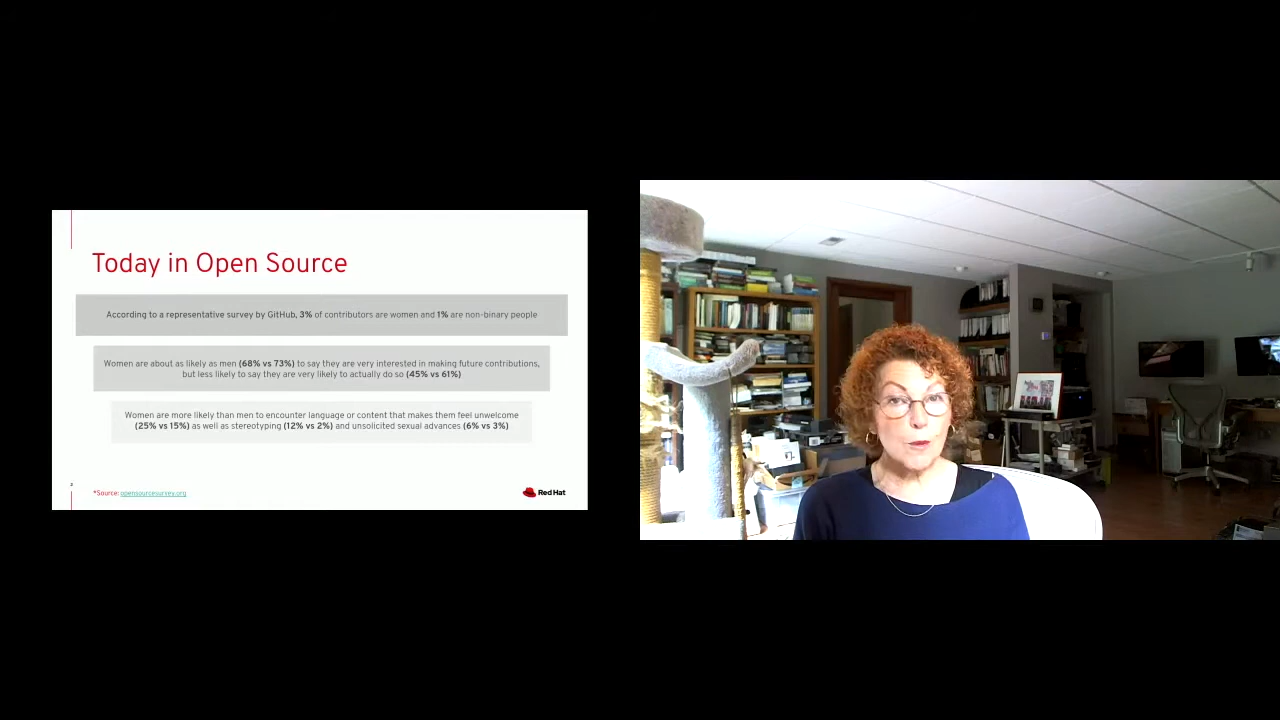 Today in Open Source
According to a representative survey by GitHub, 3% of contributors are women and 1% are non-binary people
Women are about as likely as men (68% vs 73%) to say they are very interested in making future contributions,
but less likely to say they are very likely to actually do so (45% vs 61%)
Women are more likely than men to encounter language or content that makes them feel unwelcome
(25% vs 15%) as well as stereotyping (12% vs 2%) and unsolicited sexual advances (6% vs 3%)
2
*Source: opensourcesurvey.org
Red Hat